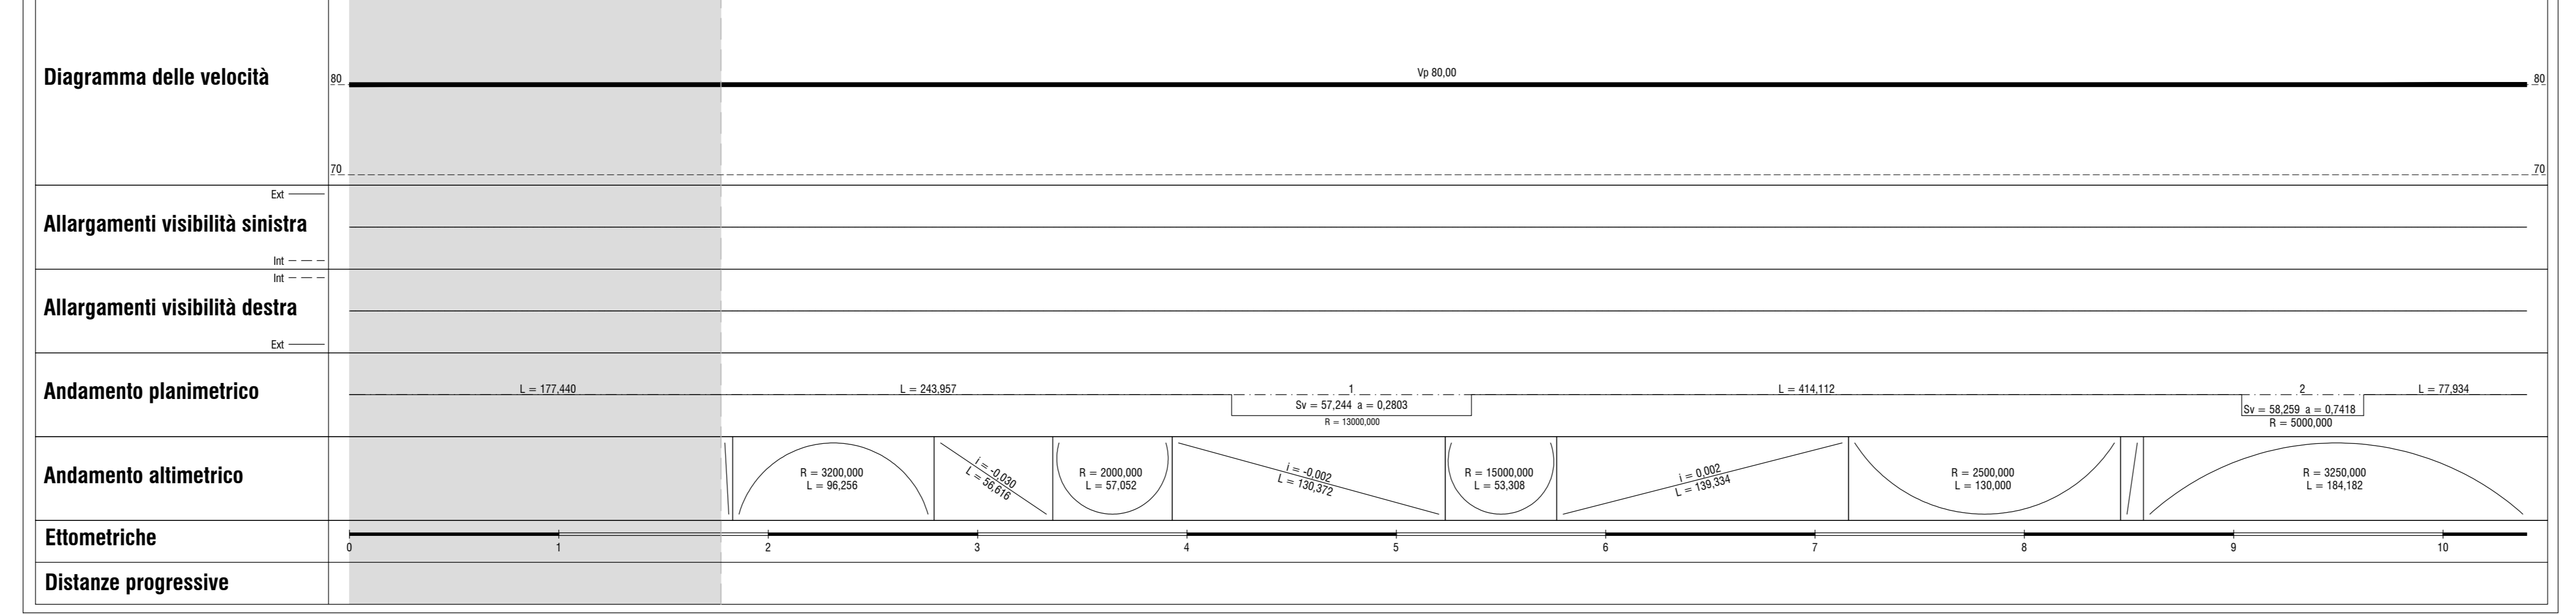 Diagramma delle velocità
80
Vp 80,00
80
70
70
Ext
Allargamenti visibilità sinistra
Int
Int
Allargamenti visibilità destra
Ext
Andamento planimetrico
L = 177,440
L = 243,957
1
Sv = 57,244 a = 0,2803
R = 13000,000
L = 414,112
2
Sv = 58,259 a = 0,7418
R = 5000,000
L = 77,934
Andamento altimetrico
R = 3200,000
L = 96,256
i = -0,030
L = 56,616
R = 2000,000
L = 57,052
i = -0,002
L = 130,372
R = 15000,000
L = 53,308
i = 0,002
L = 139,334
R = 2500,000
L = 130,000
R = 3250,000
L = 184,182
Ettometriche
0 1 2 3 4 5 6 7 8 9 10
Distanze progressive